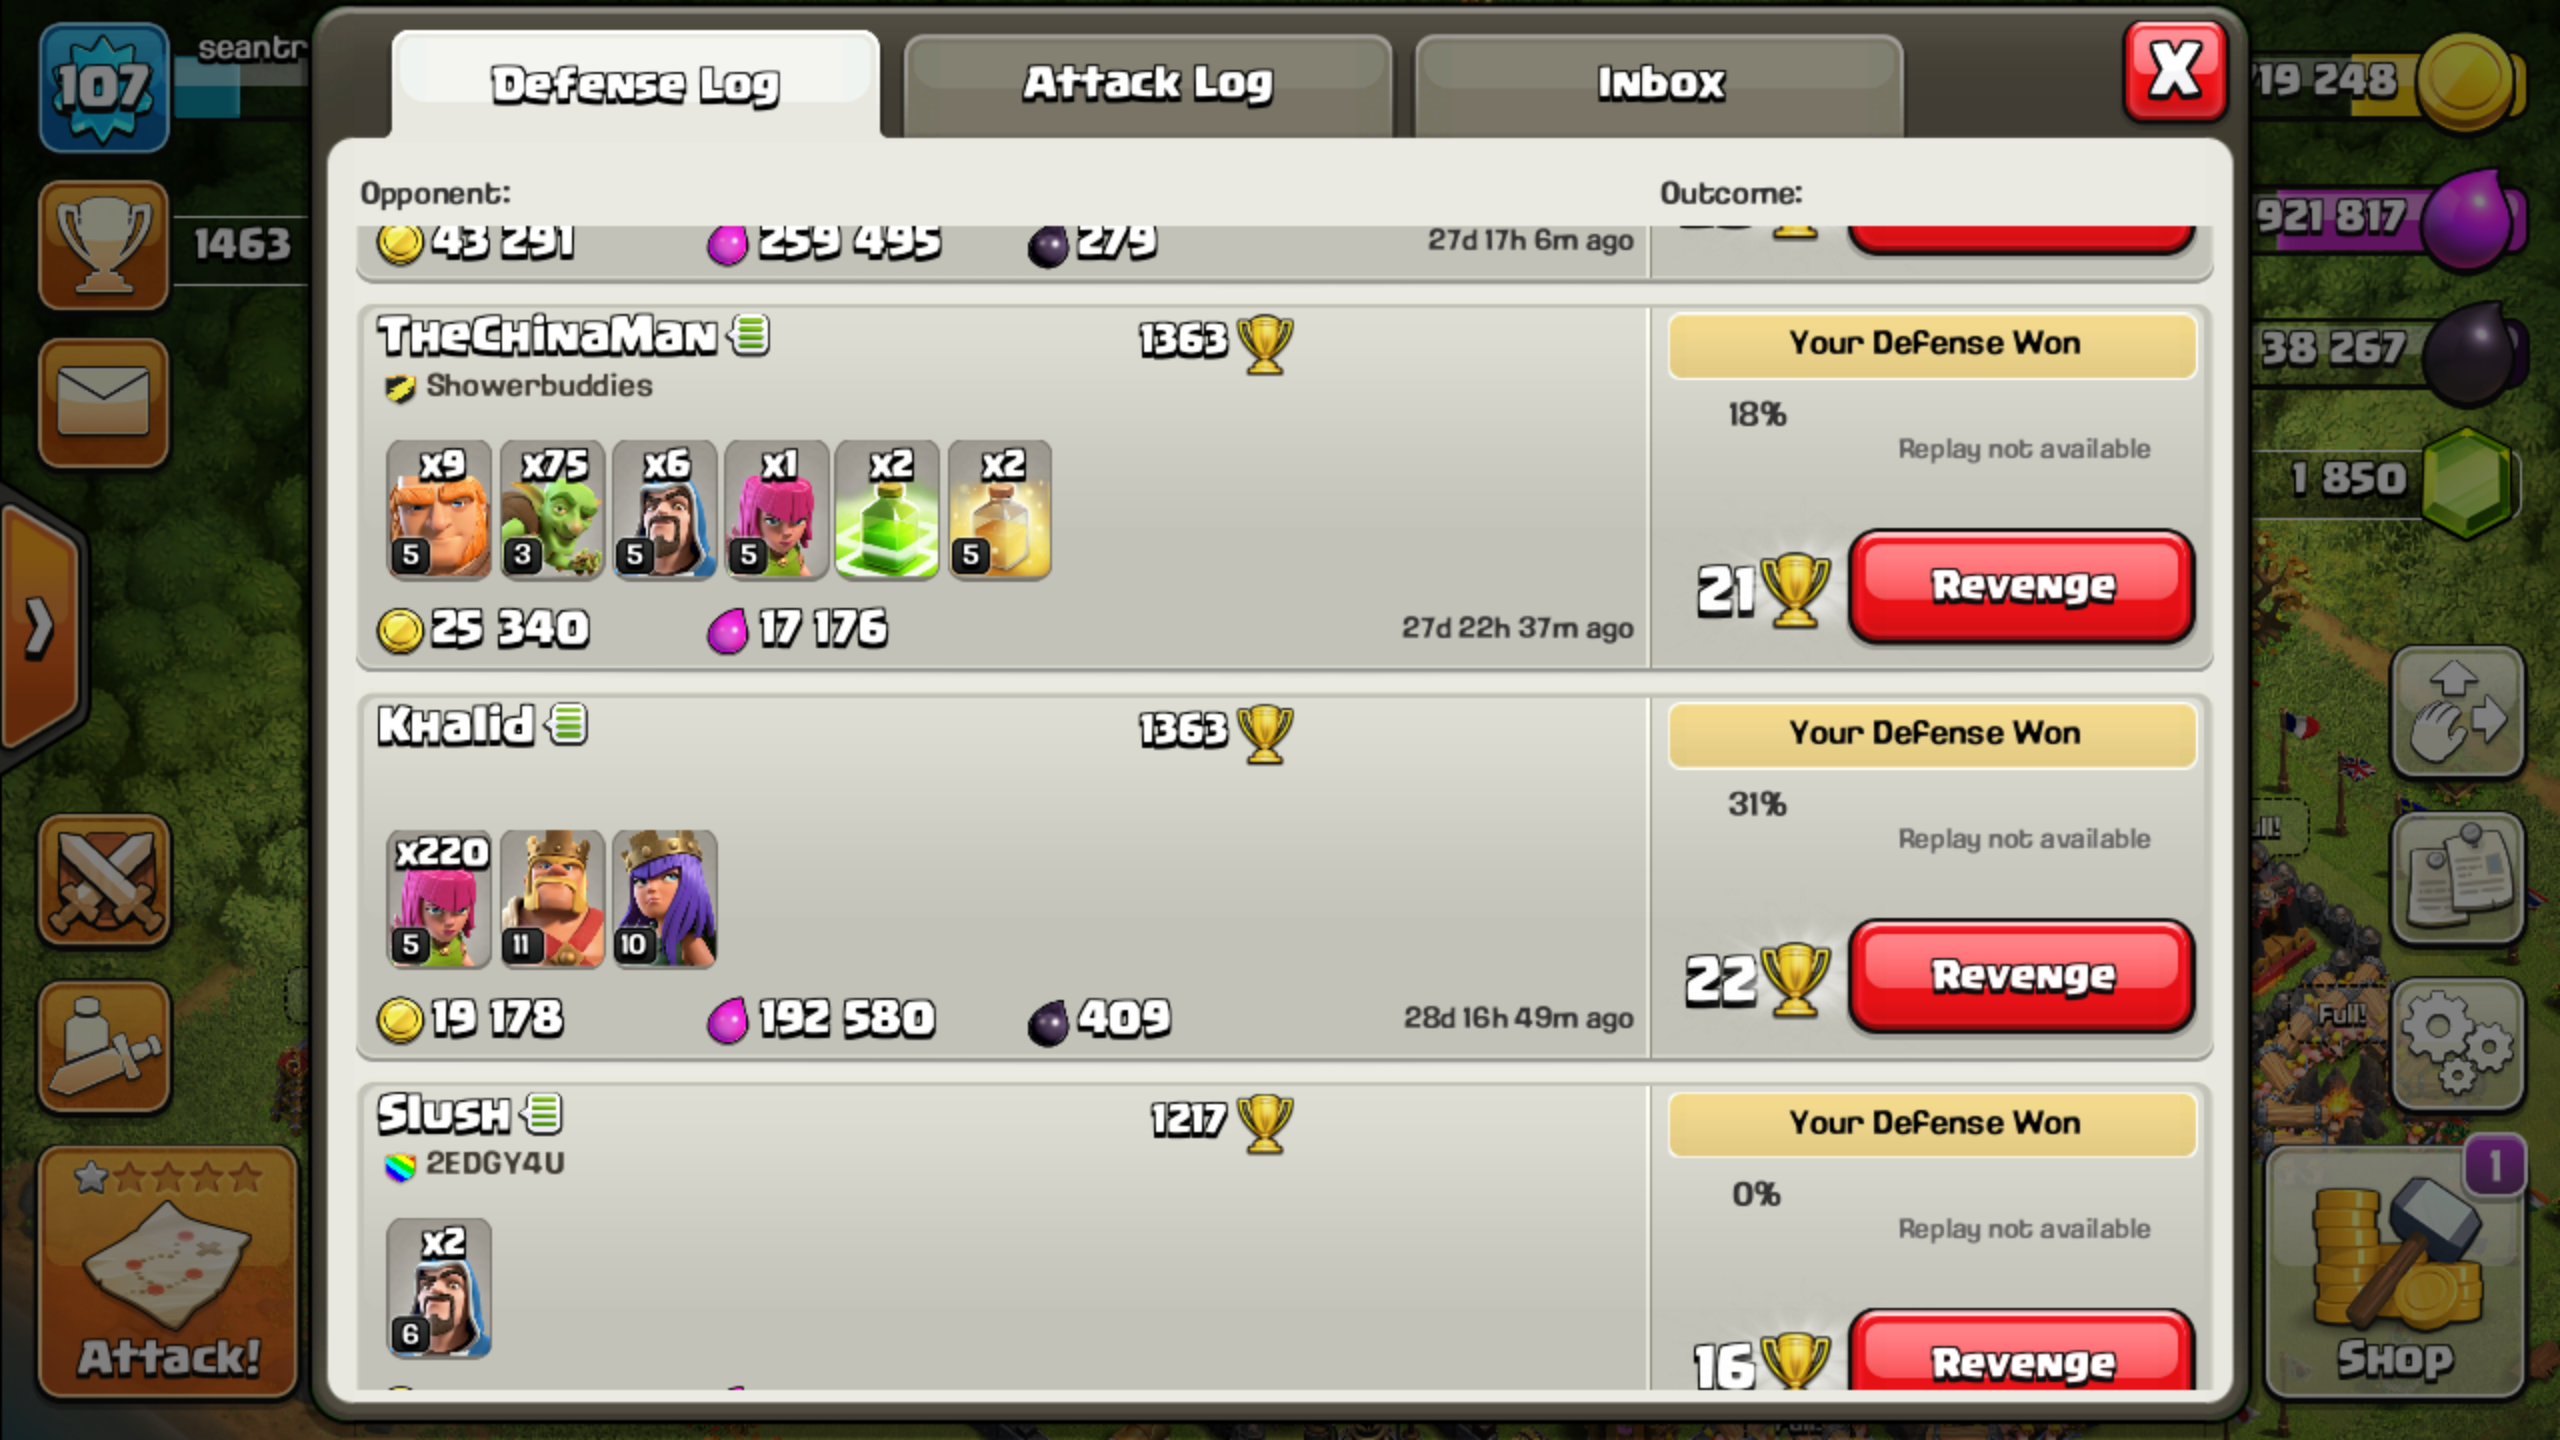 107
seantr
Defense Log
Attack Log
Inbox
X
719 248
1463
921 817
38 267
1 850
Opponent:
Outcome:
43 291
259 495
279
27d 17h 6m ago
TheChinaMan
1363
Your Defense Won
Showerbuddies
18%
Replay not available
x9
x75
x6
x1
x2
x2
5
3
5
5
5
21
Revenge
25 340
17 176
27d 22h 37m ago
Khalid
1363
Your Defense Won
31%
Replay not available
x220
5
11
10
22
Revenge
19 178
192 580
409
28d 16h 49m ago
Slush
1217
Your Defense Won
2EDGY4U
0%
Replay not available
x2
6
16
Revenge
Attack!
Full!
1
Shop